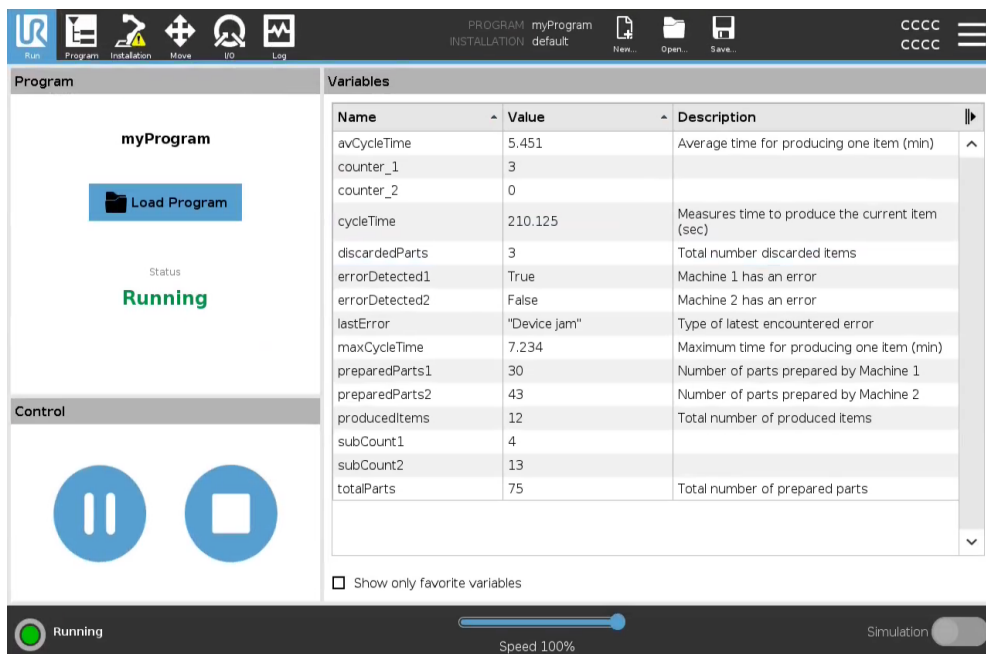 UR
PROGRAM myProgram
INSTALLATION default
CCCC
CCCC
Run Program Installation Move I/O Log New... Open... Save...
Program
Variables
myProgram
Load Program
Status
Running
Name Value Description
avCycleTime 5.451 Average time for producing one item (min)
counter_1 3
counter_2 0
cycleTime 210.125 Measures time to produce the current item
(sec)
discardedParts 3 Total number discarded items
errorDetected1 True Machine 1 has an error
errorDetected2 False Machine 2 has an error
lastError "Device jam" Type of latest encountered error
maxCycleTime 7.234 Maximum time for producing one item (min)
preparedParts1 30 Number of parts prepared by Machine 1
preparedParts2 43 Number of parts prepared by Machine 2
producedItems 12 Total number of produced items
subCount1 4
subCount2 13
totalParts 75 Total number of prepared parts
Control
Show only favorite variables
Running
Speed 100%
Simulation